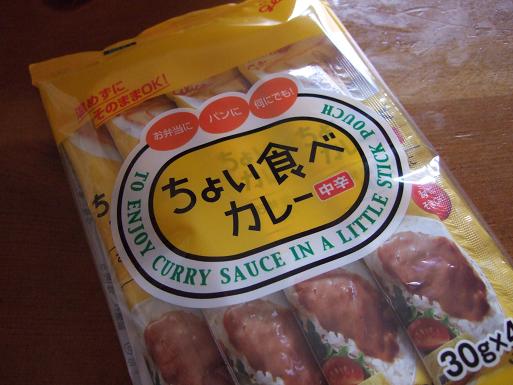 温めずに
そのままOK!
お弁当に
パンに
何にでも!
ちょい食べ
カレー
中辛
TO ENJOY CURRY SAUCE IN A LITTLE STICK POUCH
30g×4